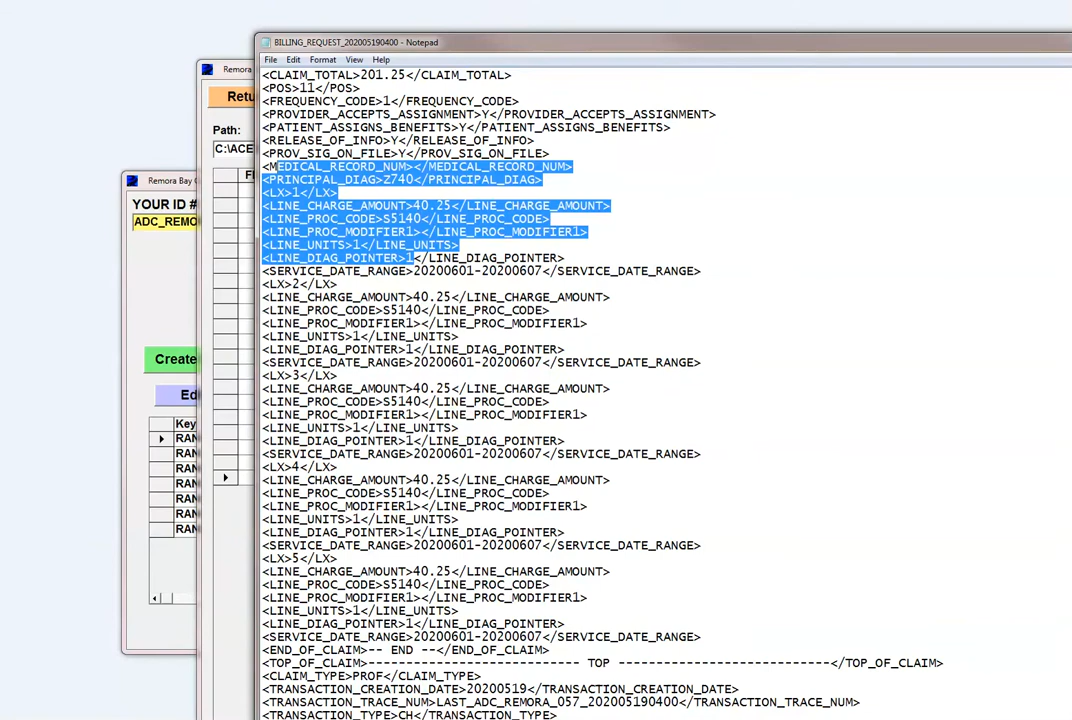 BILLING_REQUEST_202005190400 - Notepad
File Edit Format View Help
<CLAIM_TOTAL>201.25</CLAIM_TOTAL>
<POS>11</POS>
<FREQUENCY_CODE>1</FREQUENCY_CODE>
<PROVIDER_ACCEPTS_ASSIGNMENT>Y</PROVIDER_ACCEPTS_ASSIGNMENT>
<PATIENT_ASSIGNS_BENEFITS>Y</PATIENT_ASSIGNS_BENEFITS>
<RELEASE_OF_INFO>Y</RELEASE_OF_INFO>
<PROV_SIG_ON_FILE>Y</PROV_SIG_ON_FILE>
<MEDICAL_RECORD_NUM></MEDICAL_RECORD_NUM>
<PRINCIPAL_DIAG>Z740</PRINCIPAL_DIAG>
<LX>1</LX>
<LINE_CHARGE_AMOUNT>40.25</LINE_CHARGE_AMOUNT>
<LINE_PROC_CODE>S5140</LINE_PROC_CODE>
<LINE_PROC_MODIFIER1></LINE_PROC_MODIFIER1>
<LINE_UNITS>1</LINE_UNITS>
<LINE_DIAG_POINTER>1</LINE_DIAG_POINTER>
<SERVICE_DATE_RANGE>20200601-20200607</SERVICE_DATE_RANGE>
<LX>2</LX>
<LINE_CHARGE_AMOUNT>40.25</LINE_CHARGE_AMOUNT>
<LINE_PROC_CODE>S5140</LINE_PROC_CODE>
<LINE_PROC_MODIFIER1></LINE_PROC_MODIFIER1>
<LINE_UNITS>1</LINE_UNITS>
<LINE_DIAG_POINTER>1</LINE_DIAG_POINTER>
<SERVICE_DATE_RANGE>20200601-20200607</SERVICE_DATE_RANGE>
<LX>3</LX>
<LINE_CHARGE_AMOUNT>40.25</LINE_CHARGE_AMOUNT>
<LINE_PROC_CODE>S5140</LINE_PROC_CODE>
<LINE_PROC_MODIFIER1></LINE_PROC_MODIFIER1>
<LINE_UNITS>1</LINE_UNITS>
<LINE_DIAG_POINTER>1</LINE_DIAG_POINTER>
<SERVICE_DATE_RANGE>20200601-20200607</SERVICE_DATE_RANGE>
<LX>4</LX>
<LINE_CHARGE_AMOUNT>40.25</LINE_CHARGE_AMOUNT>
<LINE_PROC_CODE>S5140</LINE_PROC_CODE>
<LINE_PROC_MODIFIER1></LINE_PROC_MODIFIER1>
<LINE_UNITS>1</LINE_UNITS>
<LINE_DIAG_POINTER>1</LINE_DIAG_POINTER>
<SERVICE_DATE_RANGE>20200601-20200607</SERVICE_DATE_RANGE>
<LX>5</LX>
<LINE_CHARGE_AMOUNT>40.25</LINE_CHARGE_AMOUNT>
<LINE_PROC_CODE>S5140</LINE_PROC_CODE>
<LINE_PROC_MODIFIER1></LINE_PROC_MODIFIER1>
<LINE_UNITS>1</LINE_UNITS>
<LINE_DIAG_POINTER>1</LINE_DIAG_POINTER>
<SERVICE_DATE_RANGE>20200601-20200607</SERVICE_DATE_RANGE>
<END_OF_CLAIM>-- END --</END_OF_CLAIM>
<TOP_OF_CLAIM>---------------------------- TOP ----------------------------</TOP_OF_CLAIM>
<CLAIM_TYPE>PROF</CLAIM_TYPE>
<TRANSACTION_CREATION_DATE>20200519</TRANSACTION_CREATION_DATE>
<TRANSACTION_TRACE_NUM>LAST_ADC_REMORA_057_202005190400</TRANSACTION_TRACE_NUM>
<TRANSACTION_TYPE>CH</TRANSACTION_TYPE>
Remora
Retu
Path:
C:\ACE
FI
Remora Bay C
YOUR ID #
ADC_REMO
Create
Ed
Key
RAN
RAN
RAN
RAN
RAN
RAN
RAN